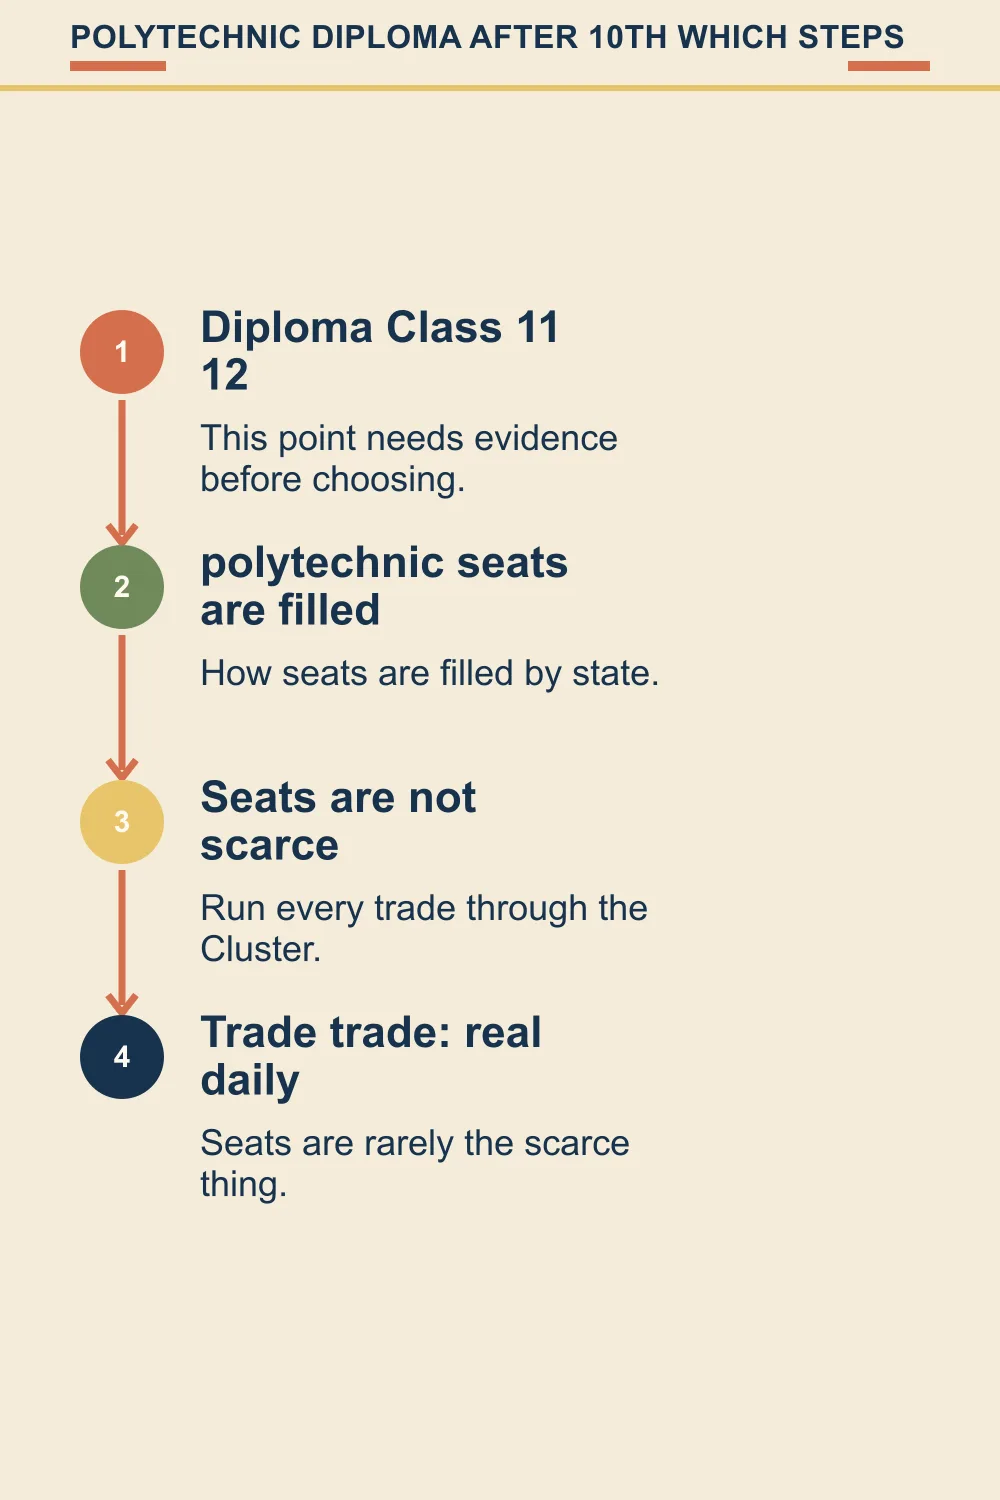 POLYTECHNIC DIPLOMA AFTER 10TH WHICH STEPS
1
Diploma Class 11
12
This point needs evidence
before choosing.
2
polytechnic seats
are filled
How seats are filled by state.
3
Seats are not
scarce
Run every trade through the
Cluster.
4
Trade trade: real
daily
Seats are rarely the scarce
thing.